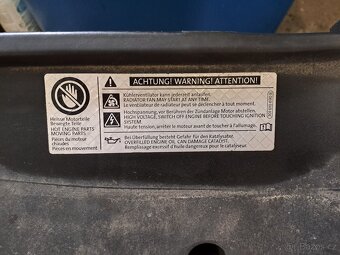 ACHTUNG! WARNING! ATTENTION!
Kühlerventilator kann jederzeit anlaufen.
RADIATOR FAN MAY START AT ANY TIME.
Le ventilateur de radiateur peut se déclencher à tout moment.
Hochspannung, vor Berühren der Zündanlage Motor abstellen.
HIGH VOLTAGE, SWITCH OFF ENGINE BEFORE TOUCHING IGNITION
SYSTEM.
Haute tension, arrêter le moteur avant de toucher l'allumage.
Bei Überfüllung besteht Gefahr für den Katalysator.
OVERFILLED ENGINE OIL CAN DAMAGE CATALYST.
Remplissage excessif d'huile dangereux pour le catalyseur.
Heisse Motorteile
Bewegte Teile
HOT ENGINE PARTS
MOVING PARTS
Pièces du moteur
chaudes
Pièces en mouvement